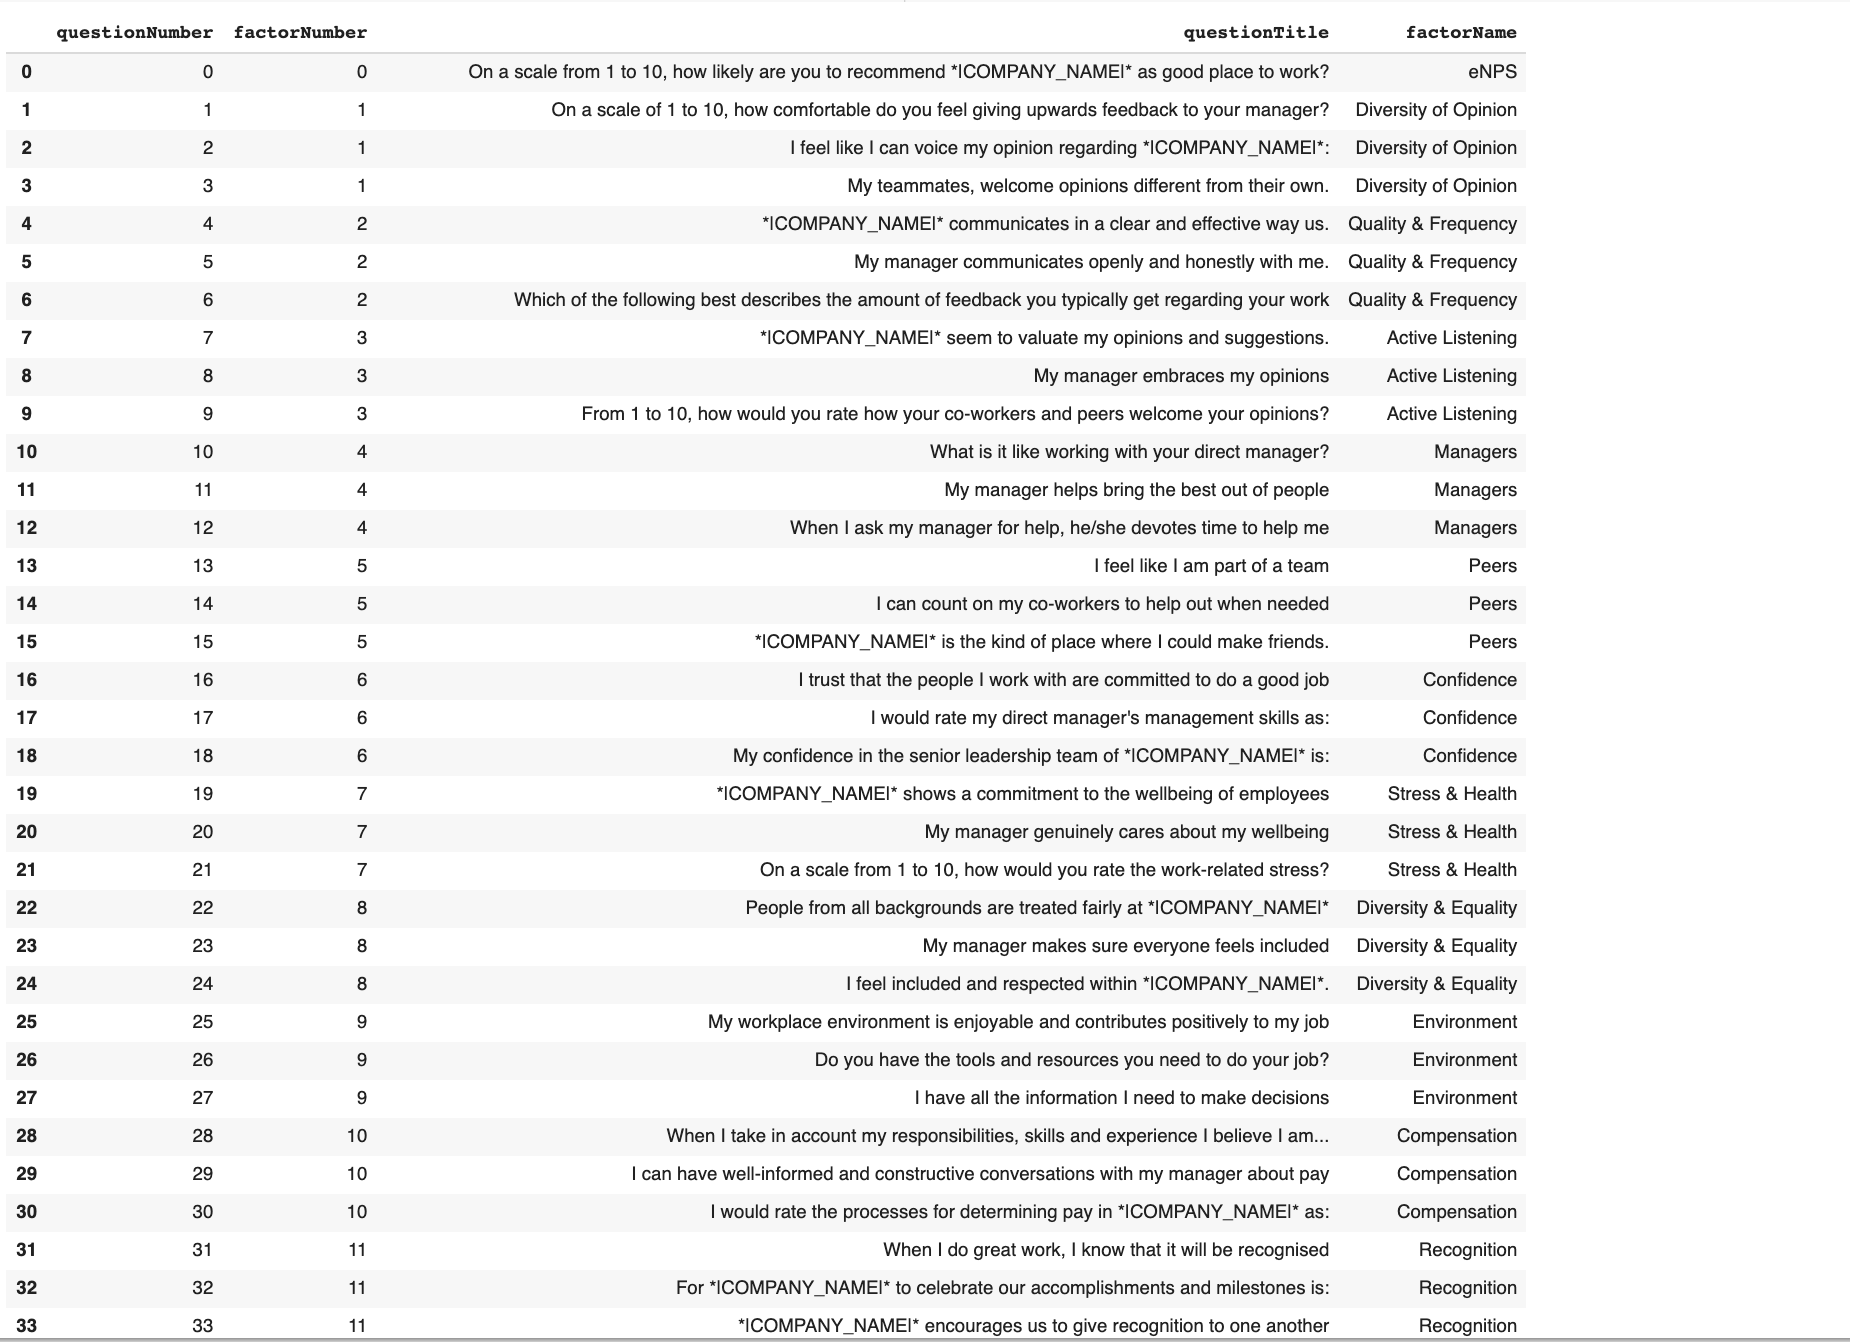 questionNumber factorNumber questionTitle factorName
0 0 0 On a scale from 1 to 10, how likely are you to recommend *|COMPANY_NAME|* as good place to work? eNPS
1 1 1 On a scale of 1 to 10, how comfortable do you feel giving upwards feedback to your manager? Diversity of Opinion
2 2 1 I feel like I can voice my opinion regarding *|COMPANY_NAME|*: Diversity of Opinion
3 3 1 My teammates, welcome opinions different from their own. Diversity of Opinion
4 4 2 *|COMPANY_NAME|* communicates in a clear and effective way us. Quality & Frequency
5 5 2 My manager communicates openly and honestly with me. Quality & Frequency
6 6 2 Which of the following best describes the amount of feedback you typically get regarding your work Quality & Frequency
7 7 3 *|COMPANY_NAME|* seem to valuate my opinions and suggestions. Active Listening
8 8 3 My manager embraces my opinions Active Listening
9 9 3 From 1 to 10, how would you rate how your co-workers and peers welcome your opinions? Active Listening
10 10 4 What is it like working with your direct manager? Managers
11 11 4 My manager helps bring the best out of people Managers
12 12 4 When I ask my manager for help, he/she devotes time to help me Managers
13 13 5 I feel like I am part of a team Peers
14 14 5 I can count on my co-workers to help out when needed Peers
15 15 5 *|COMPANY_NAME|* is the kind of place where I could make friends. Peers
16 16 6 I trust that the people I work with are committed to do a good job Confidence
17 17 6 I would rate my direct manager's management skills as: Confidence
18 18 6 My confidence in the senior leadership team of *|COMPANY_NAME|* is: Confidence
19 19 7 *|COMPANY_NAME|* shows a commitment to the wellbeing of employees Stress & Health
20 20 7 My manager genuinely cares about my wellbeing Stress & Health
21 21 7 On a scale from 1 to 10, how would you rate the work-related stress? Stress & Health
22 22 8 People from all backgrounds are treated fairly at *|COMPANY_NAME|* Diversity & Equality
23 23 8 My manager makes sure everyone feels included Diversity & Equality
24 24 8 I feel included and respected within *|COMPANY_NAME|*. Diversity & Equality
25 25 9 My workplace environment is enjoyable and contributes positively to my job Environment
26 26 9 Do you have the tools and resources you need to do your job? Environment
27 27 9 I have all the information I need to make decisions Environment
28 28 10 When I take in account my responsibilities, skills and experience I believe I am... Compensation
29 29 10 I can have well-informed and constructive conversations with my manager about pay Compensation
30 30 10 I would rate the processes for determining pay in *|COMPANY_NAME|* as: Compensation
31 31 11 When I do great work, I know that it will be recognised Recognition
32 32 11 For *|COMPANY_NAME|* to celebrate our accomplishments and milestones is: Recognition
33 33 11 *|COMPANY_NAME|* encourages us to give recognition to one another Recognition